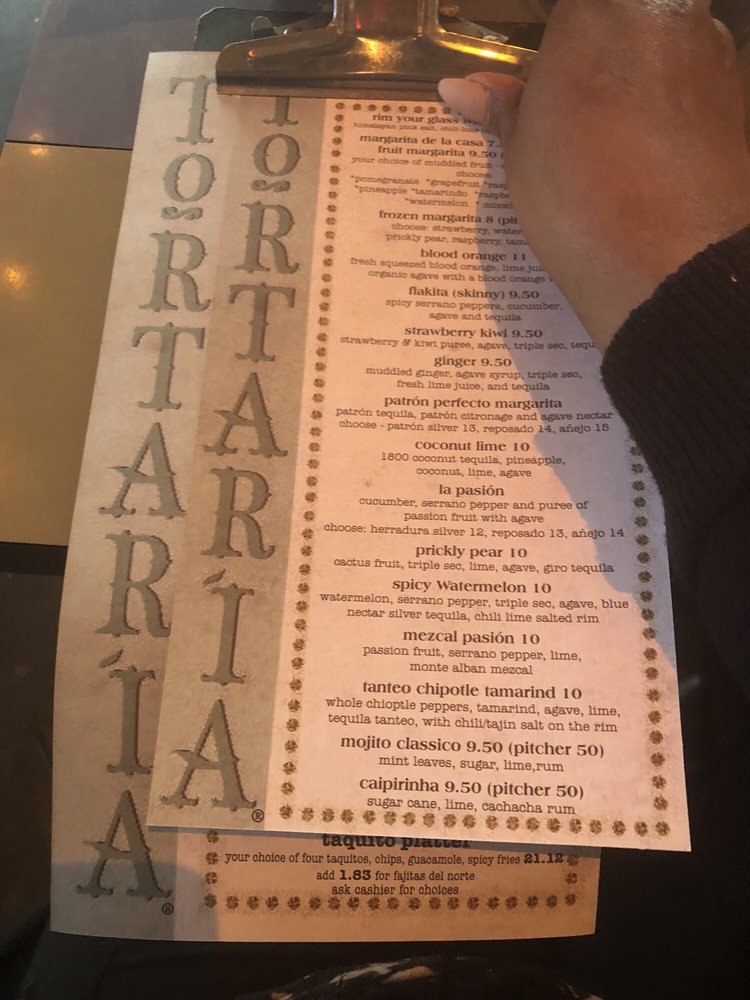 TORTARÍA
TORTARÍA®
rim your glass
himalayan pink salt, chili-lime
margarita de la casa 7.
fruit margarita 9.50 (
your choice of muddled fruit
choose:
*pomegranate *grapefruit
*pineapple *tamarindo
*watermelon * mixed
frozen margarita 8 (pit
choose: strawberry,
prickly pear, raspberry,
blood orange 11
fresh squeezed blood orange, lime
organic agave with a blood orange
flakita (skinny) 9.50
spicy serrano peppers, cucumber,
agave and tequila
strawberry kiwi 9.50
strawberry & kiwi puree, agave, triple sec,
ginger 9.50
muddled ginger, agave syrup, triple sec,
fresh lime juice, and tequila
patrón perfecto margarita
patrón tequila, patrón citronage and agave nectar
choose - patrón silver 13, reposado 14, añejo 15
coconut lime 10
1800 coconut tequila, pineapple,
coconut, lime, agave
la pasión
cucumber, serrano pepper and puree of
passion fruit with agave
choose: herradura silver 12, reposado 13, añejo 14
prickly pear 10
cactus fruit, triple sec, lime, agave, giro tequila
spicy Watermelon 10
watermelon, serrano pepper, triple sec, agave, blue
nectar silver tequila, chili lime salted rim
mezcal pasión 10
passion fruit, serrano pepper, lime,
monte alban mezcal
tanteo chipotle tamarind 10
whole chioptle peppers, tamarind, agave, lime,
tequila tanteo, with chili/tajin salt on the rim
mojito classico 9.50 (pitcher 50)
mint leaves, sugar, lime,rum
caipirinha 9.50 (pitcher 50)
sugar cane, lime, cachacha rum
®
taquito platter
your choice of four taquitos, chips, guacamole, spicy fries 21.12
add 1.83 for fajitas del norte
ask cashier for choices